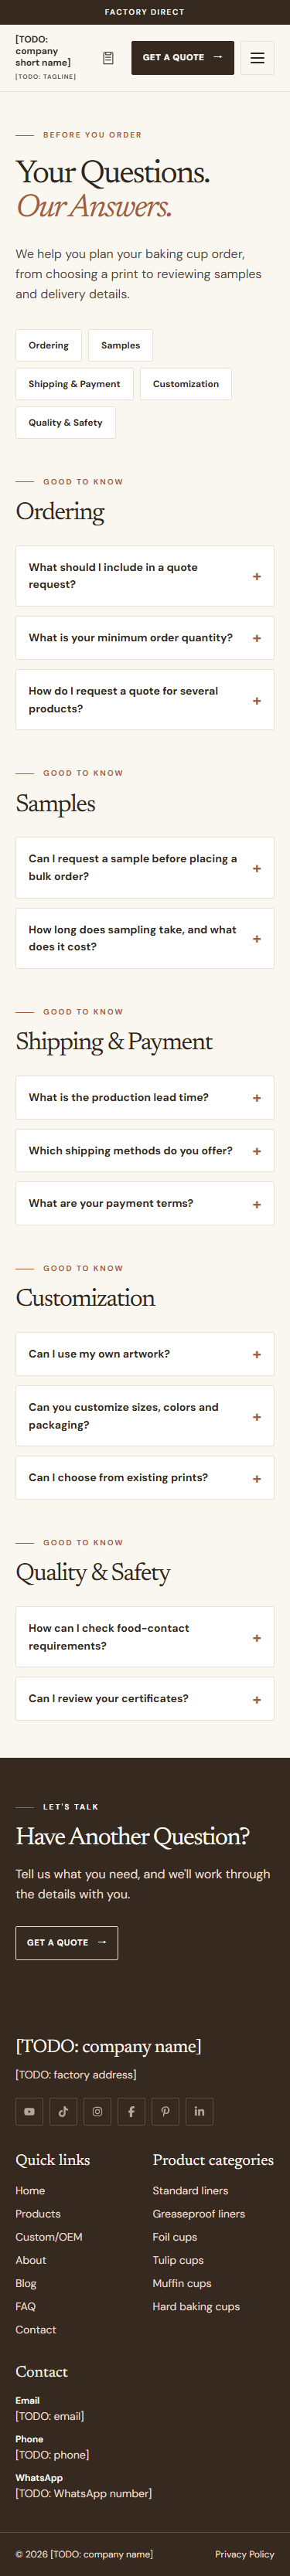 FACTORY DIRECT
[TODO:
company
short name]
[TODO: TAGLINE]
GET A QUOTE →
BEFORE YOU ORDER
Your Questions.
Our Answers.
We help you plan your baking cup order,
from choosing a print to reviewing samples
and delivery details.
Ordering
Samples
Shipping & Payment
Customization
Quality & Safety
GOOD TO KNOW
Ordering
What should I include in a quote
request?
+
What is your minimum order quantity?
+
How do I request a quote for several
products?
+
GOOD TO KNOW
Samples
Can I request a sample before placing a
bulk order?
+
How long does sampling take, and what
does it cost?
+
GOOD TO KNOW
Shipping & Payment
What is the production lead time?
+
Which shipping methods do you offer?
+
What are your payment terms?
+
GOOD TO KNOW
Customization
Can I use my own artwork?
+
Can you customize sizes, colors and
packaging?
+
Can I choose from existing prints?
+
GOOD TO KNOW
Quality & Safety
How can I check food-contact
requirements?
+
Can I review your certificates?
+
LET'S TALK
Have Another Question?
Tell us what you need, and we'll work through
the details with you.
GET A QUOTE →
[TODO: company name]
[TODO: factory address]
Quick links
Home
Products
Custom/OEM
About
Blog
FAQ
Contact
Product categories
Standard liners
Greaseproof liners
Foil cups
Tulip cups
Muffin cups
Hard baking cups
Contact
Email
[TODO: email]
Phone
[TODO: phone]
WhatsApp
[TODO: WhatsApp number]
© 2026 [TODO: company name]
Privacy Policy